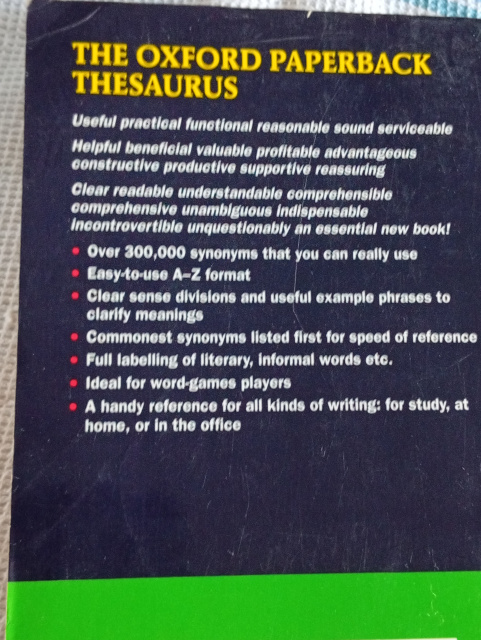 THE OXFORD PAPERBACK
THESAURUS
Useful practical functional reasonable sound serviceable
Helpful beneficial valuable profitable advantageous
constructive productive supportive reassuring
Clear readable understandable comprehensible
comprehensive unambiguous indispensable
incontrovertible unquestionably an essential new book!
• Over 300,000 synonyms that you can really use
• Easy-to-use A–Z format
• Clear sense divisions and useful example phrases to
clarify meanings
• Commonest synonyms listed first for speed of reference
• Full labelling of literary, informal words etc.
• Ideal for word-games players
• A handy reference for all kinds of writing: for study, at
home, or in the office